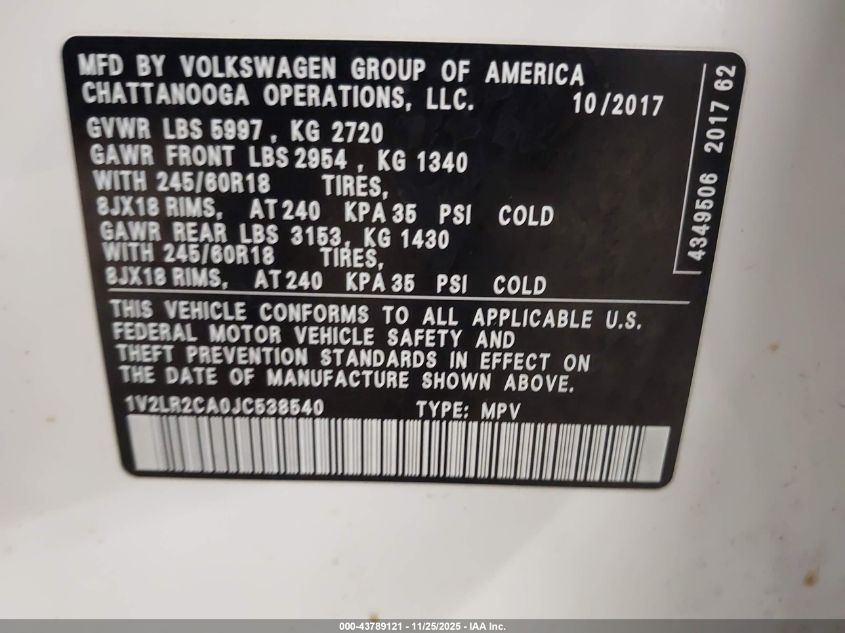 MFD BY VOLKSWAGEN GROUP OF AMERICA
CHATTANOOGA OPERATIONS, LLC. 10/2017
GVWR LBS 5997, KG 2720
GAWR FRONT LBS 2954, KG 1340
WITH 245/60R18 TIRES,
8JX18 RIMS, AT 240 KPA 35 PSI COLD
GAWR REAR LBS 3153, KG 1430
WITH 245/60R18 TIRES,
8JX18 RIMS, AT 240 KPA 35 PSI COLD
THIS VEHICLE CONFORMS TO ALL APPLICABLE U.S.
FEDERAL MOTOR VEHICLE SAFETY AND
THEFT PREVENTION STANDARDS IN EFFECT ON
THE DATE OF MANUFACTURE SHOWN ABOVE.
1V2LR2CA0JC538540 TYPE: MPV
4349506 2017 62
000-43789121 - 11/25/2025 - IAA Inc.